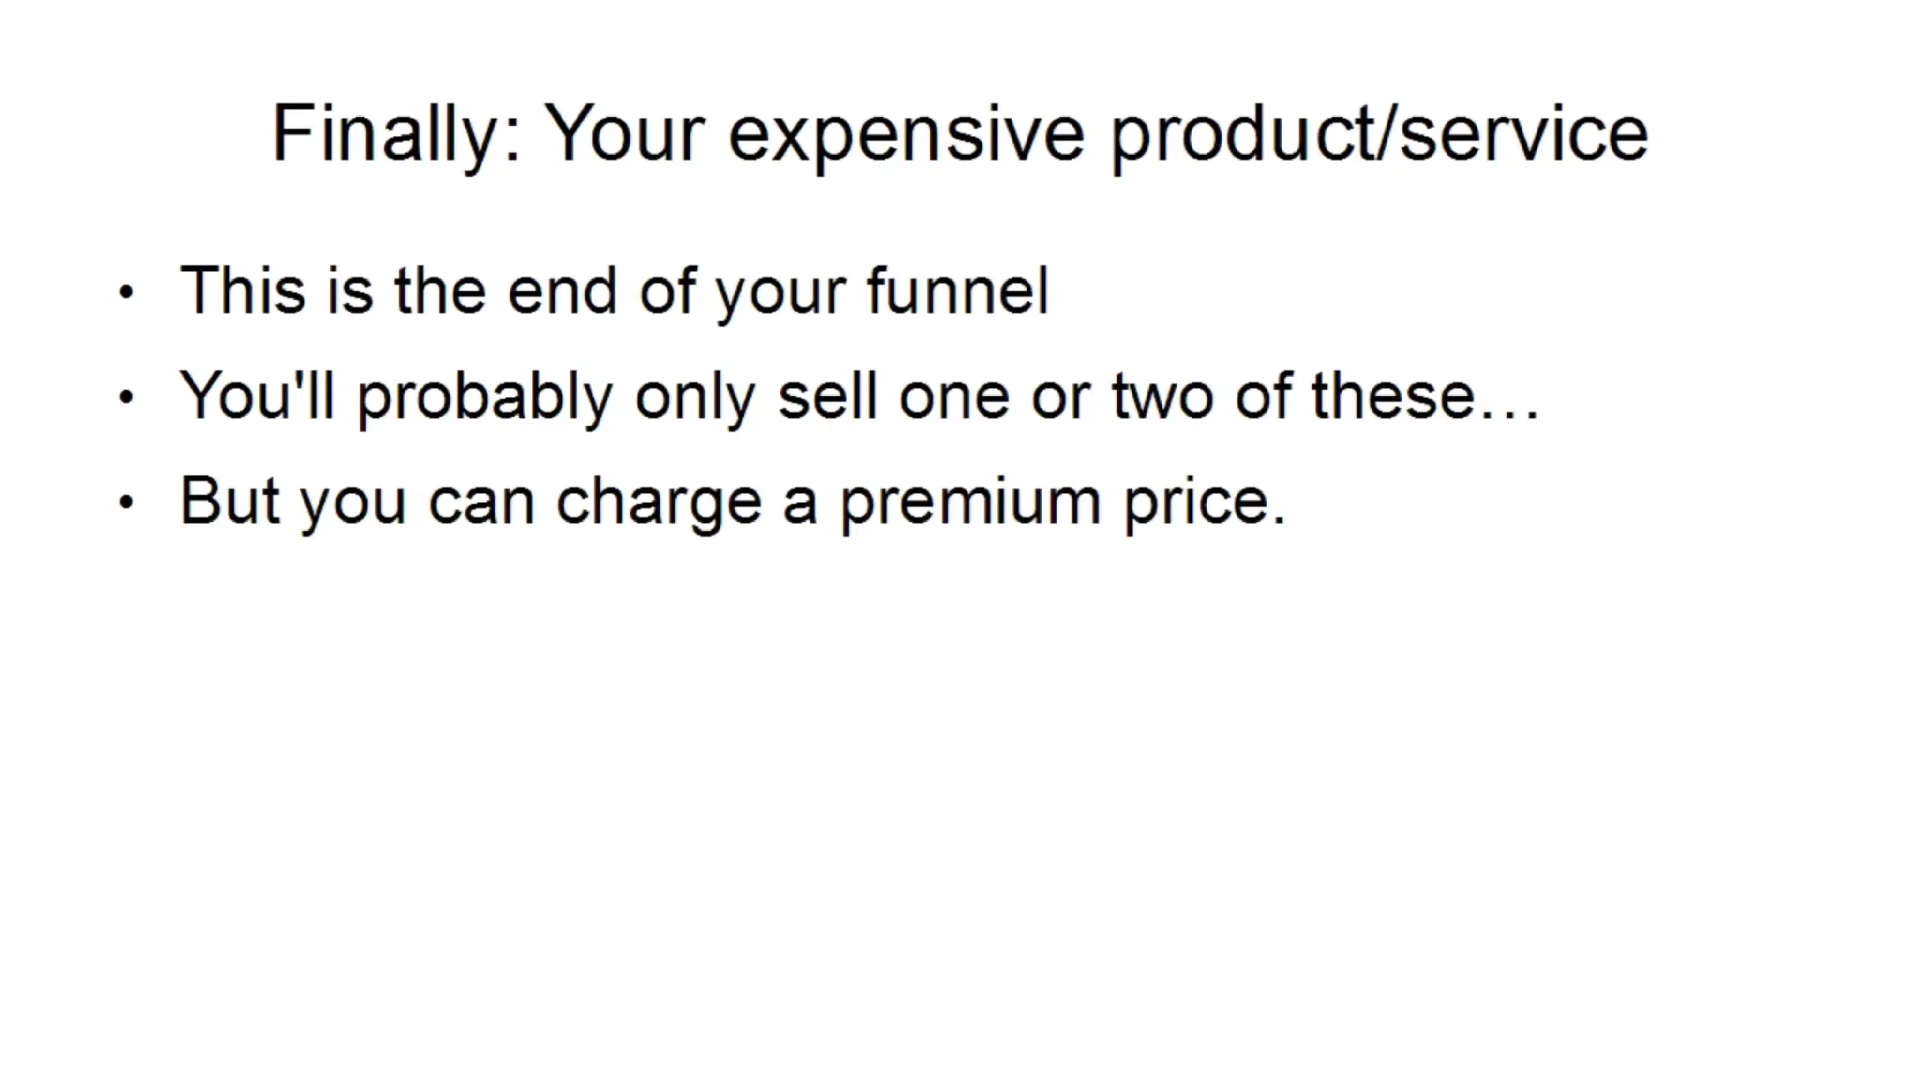 Finally: Your expensive product/service
• This is the end of your funnel
• You'll probably only sell one or two of these…
• But you can charge a premium price.